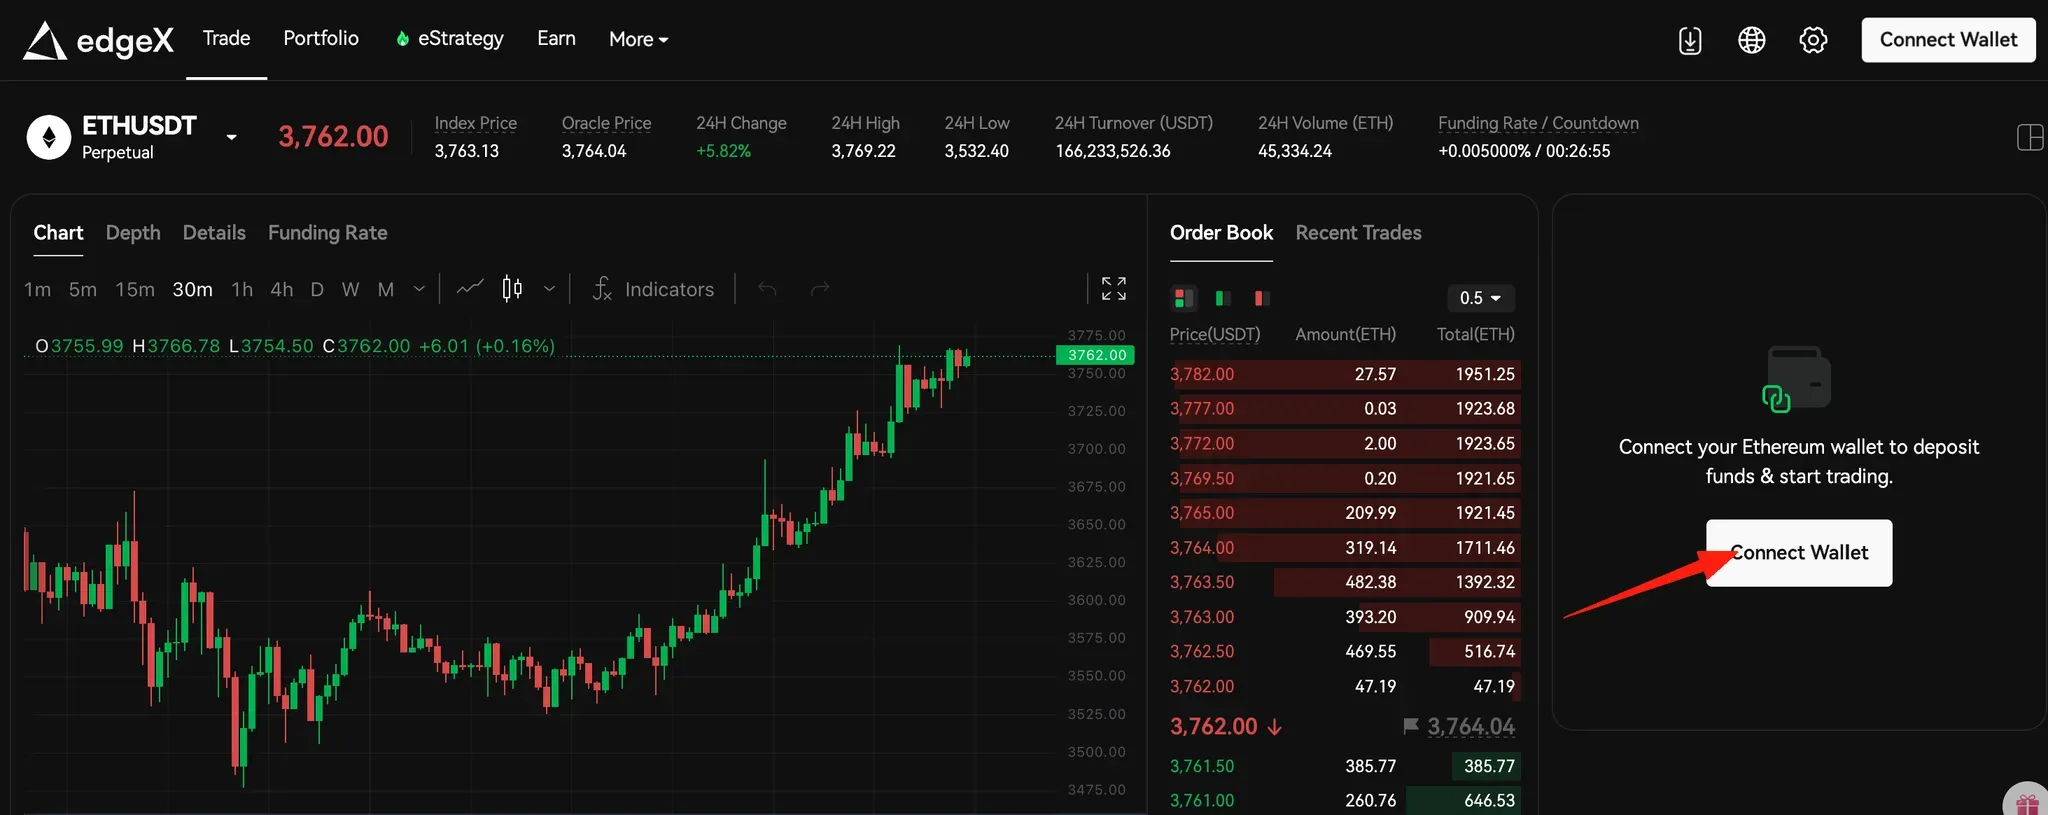 edgeX Trade Portfolio eStrategy Earn More Connect Wallet
ETHUSDT
Perpetual
3,762.00
Index Price
3,763.13
Oracle Price
3,764.04
24H Change
+5.82%
24H High
3,769.22
24H Low
3,532.40
24H Turnover (USDT)
166,233,526.36
24H Volume (ETH)
45,334.24
Funding Rate / Countdown
+0.005000% / 00:26:55
Chart Depth Details Funding Rate
1m 5m 15m 30m 1h 4h D W M Indicators
O3755.99 H3766.78 L3754.50 C3762.00 +6.01 (+0.16%)
3775.00
3762.00
3750.00
3725.00
3700.00
3675.00
3650.00
3625.00
3600.00
3575.00
3550.00
3525.00
3500.00
3475.00
Order Book Recent Trades
0.5
Price(USDT) Amount(ETH) Total(ETH)
3,782.00 27.57 1951.25
3,777.00 0.03 1923.68
3,772.00 2.00 1923.65
3,769.50 0.20 1921.65
3,765.00 209.99 1921.45
3,764.00 319.14 1711.46
3,763.50 482.38 1392.32
3,763.00 393.20 909.94
3,762.50 469.55 516.74
3,762.00 47.19 47.19
3,762.00 3,764.04
3,761.50 385.77 385.77
3,761.00 260.76 646.53
Connect your Ethereum wallet to deposit
funds & start trading.
Connect Wallet